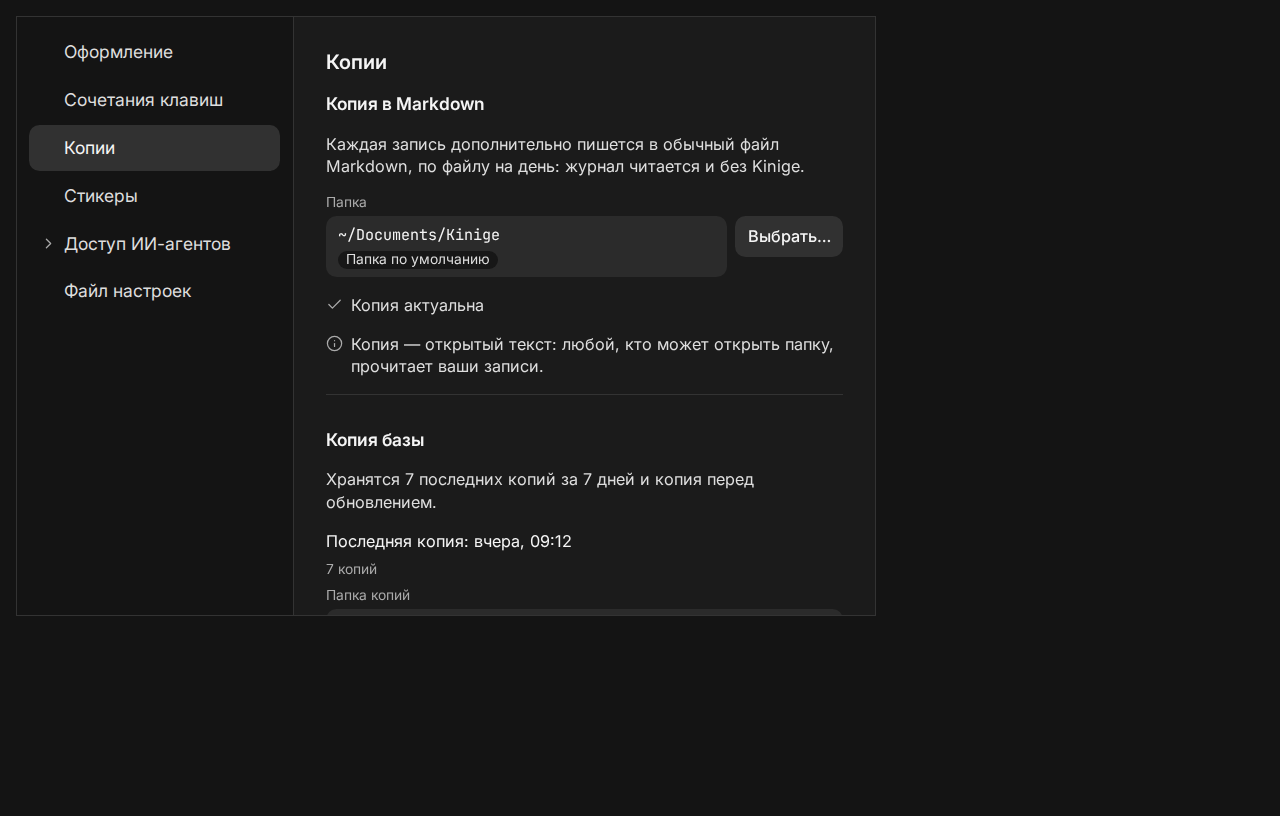 Оформление
Сочетания клавиш
Копии
Стикеры
Доступ ИИ-агентов
Файл настроек
Копии
Копия в Markdown
Каждая запись дополнительно пишется в обычный файл
Markdown, по файлу на день: журнал читается и без Kinige.
Папка
~/Documents/Kinige
Папка по умолчанию
Выбрать...
Копия актуальна
Копия — открытый текст: любой, кто может открыть папку,
прочитает ваши записи.
Копия базы
Хранятся 7 последних копий за 7 дней и копия перед
обновлением.
Последняя копия: вчера, 09:12
7 копий
Папка копий